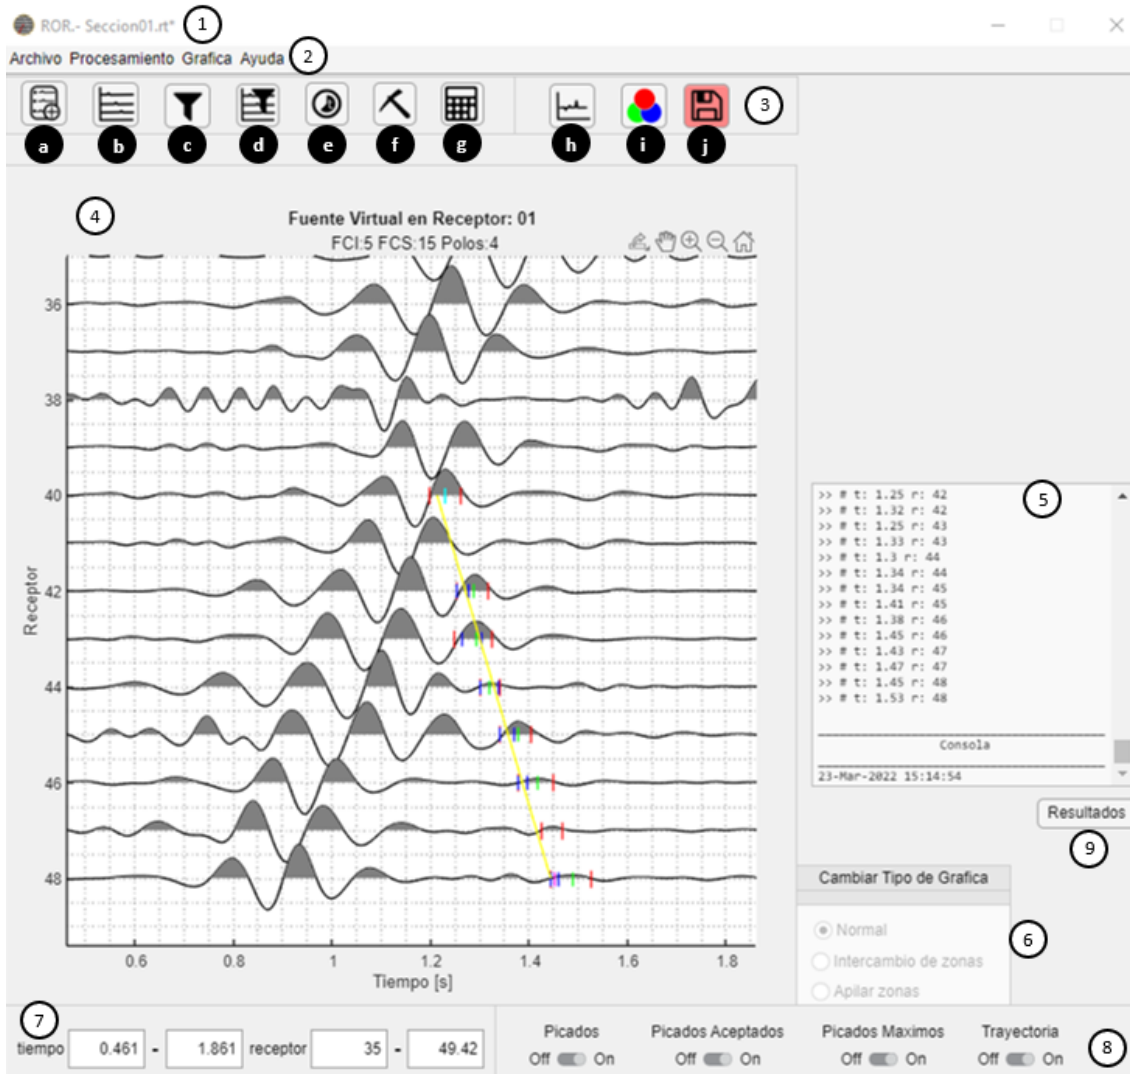 ROR.- Seccion01.rt* 1
Archivo Procesamiento Grafica Ayuda 2
3
a b c d e f g h i j
4
Fuente Virtual en Receptor: 01
FCI:5 FCS:15 Polos:4
36
38
40
42
44
46
48
Receptor
0.6 0.8 1 1.2 1.4 1.6 1.8
Tiempo [s]
5
>> # t: 1.25 r: 42
>> # t: 1.32 r: 42
>> # t: 1.25 r: 43
>> # t: 1.33 r: 43
>> # t: 1.3 r: 44
>> # t: 1.34 r: 44
>> # t: 1.34 r: 45
>> # t: 1.41 r: 45
>> # t: 1.38 r: 46
>> # t: 1.45 r: 46
>> # t: 1.43 r: 47
>> # t: 1.47 r: 47
>> # t: 1.45 r: 48
>> # t: 1.53 r: 48
Consola
23-Mar-2022 15:14:54
Resultados
9
Cambiar Tipo de Grafica
Normal
6
Intercambio de zonas
Apilar zonas
7
tiempo 0.461 - 1.861 receptor 35 - 49.42
Picados Picados Aceptados Picados Maximos Trayectoria
Off On Off On Off On Off On 8